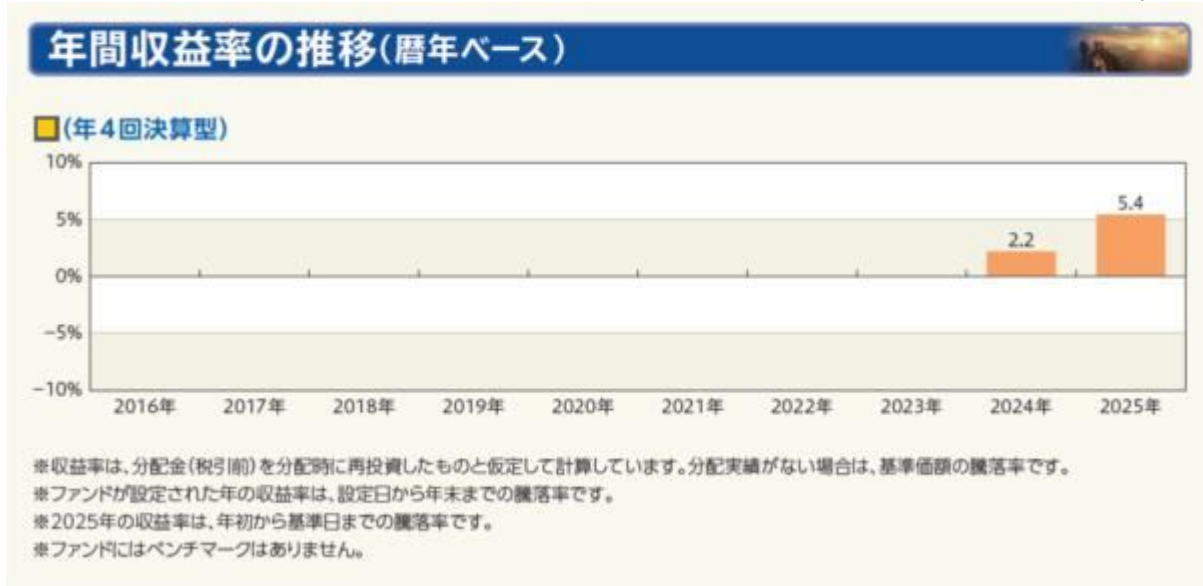 年間収益率の推移(暦年ベース)
(年4回決算型)
10%
5.4
5%
2.2
0%
-5%
-10%
2016年 2017年 2018年 2019年 2020年 2021年 2022年 2023年 2024年 2025年
※収益率は、分配金(税引前)を分配時に再投資したものと仮定して計算しています。分配実績がない場合は、基準価額の騰落率です。
※ファンドが設定された年の収益率は、設定日から年末までの騰落率です。
※2025年の収益率は、年初から基準日までの騰落率です。
※ファンドにはベンチマークはありません。